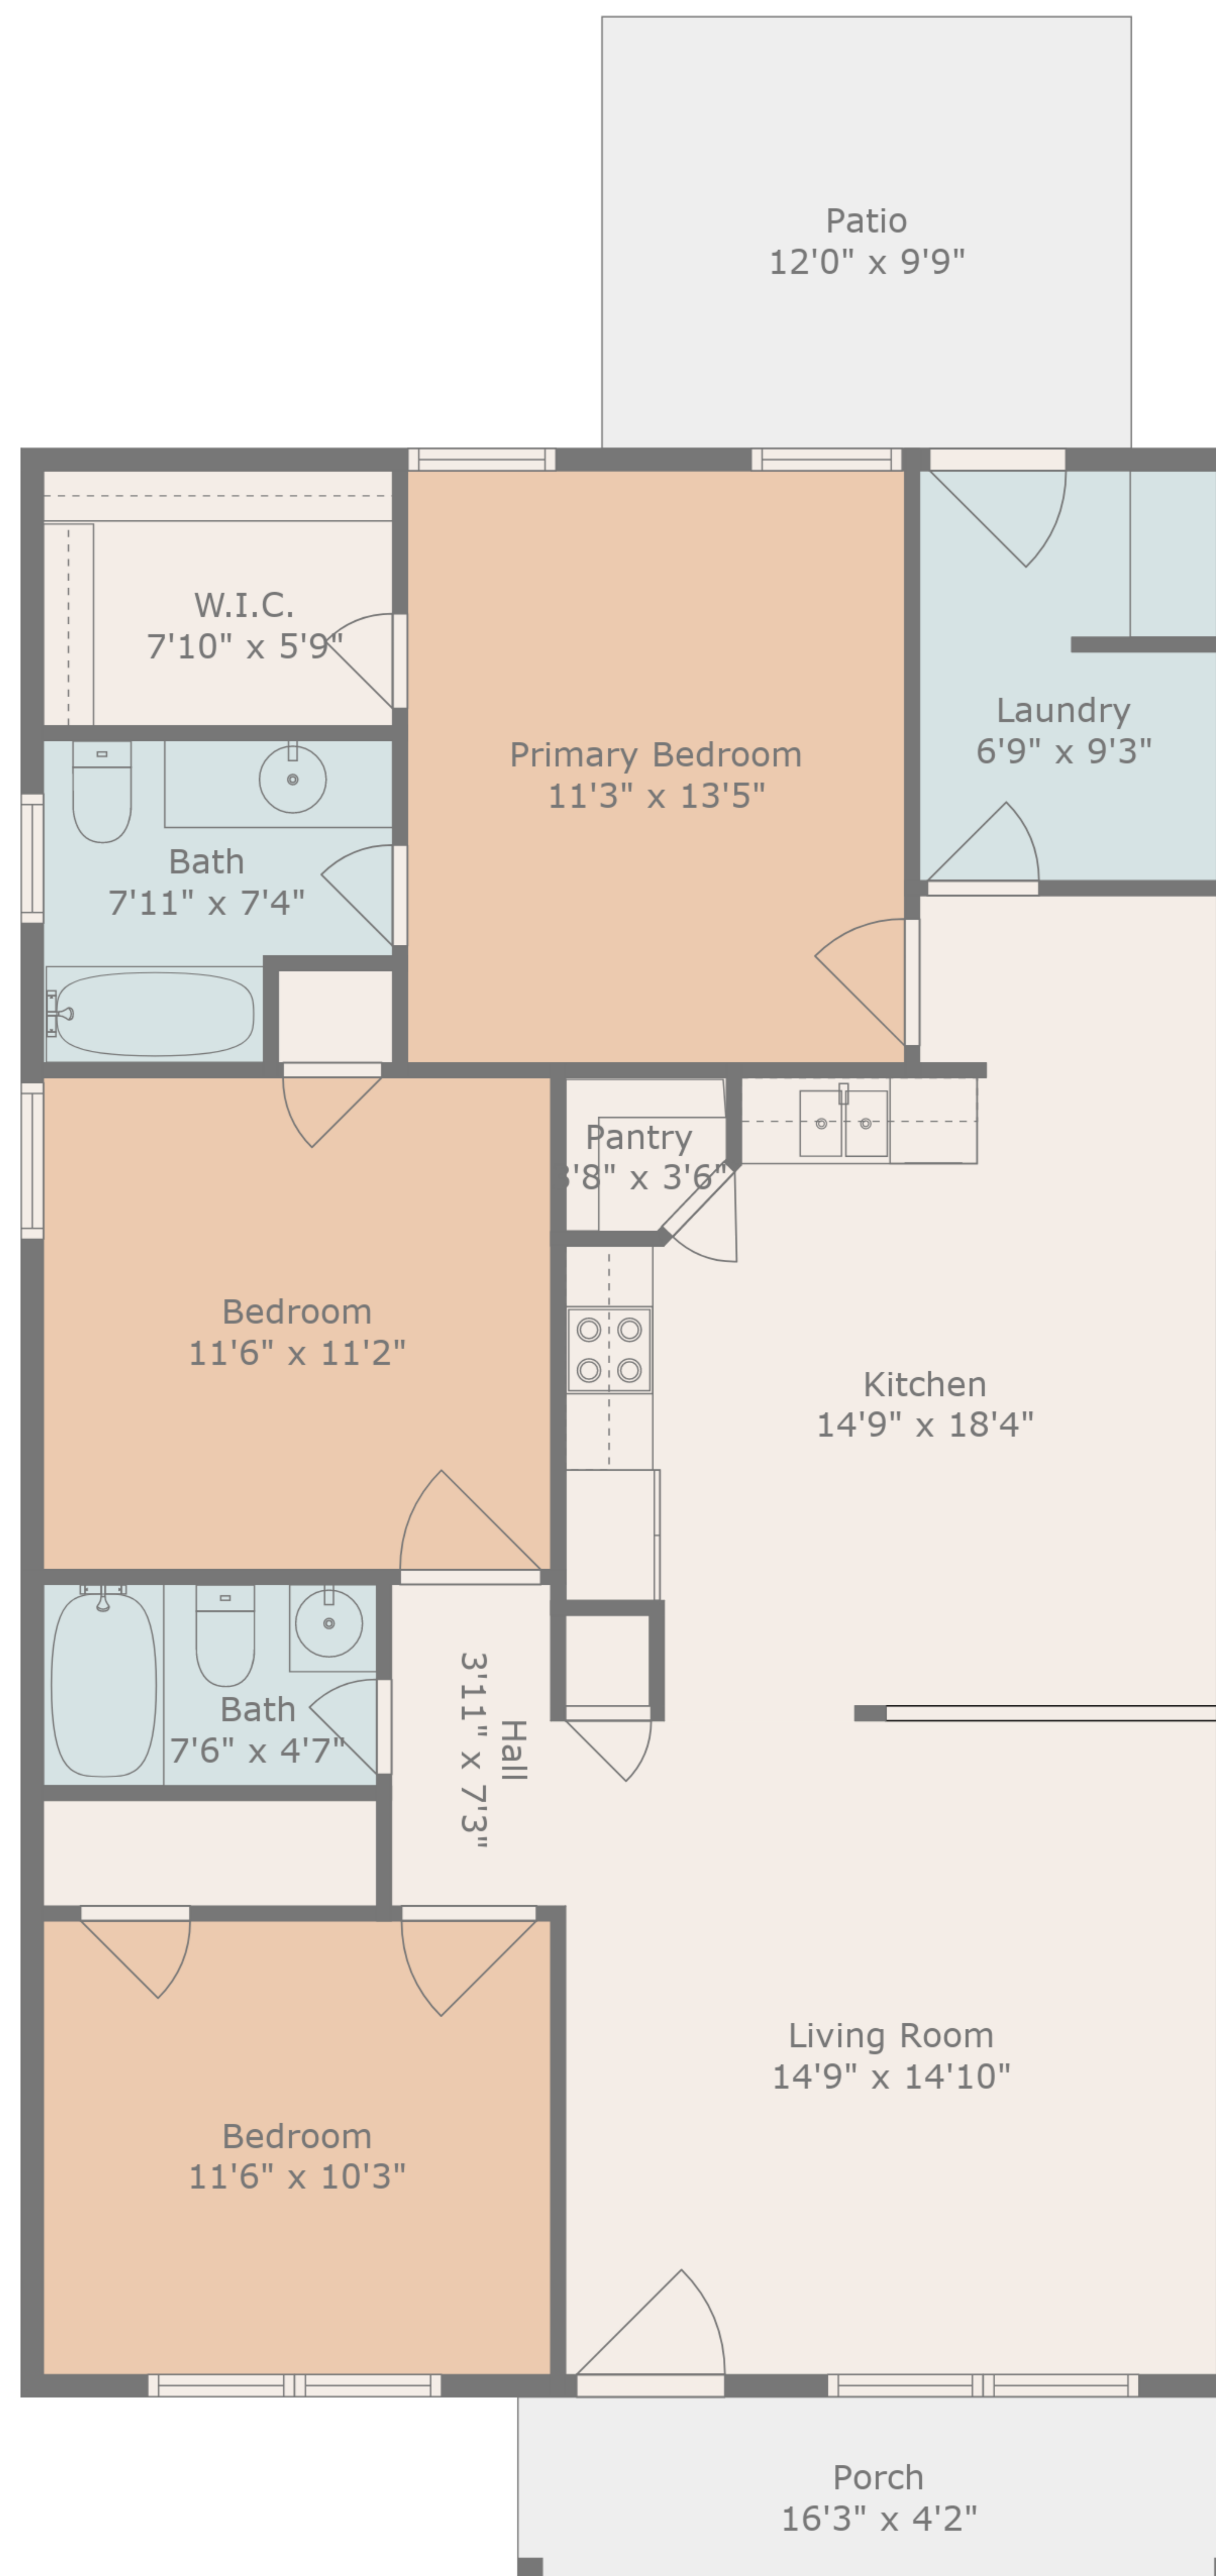 Patio
12'0" x 9'9"
W.I.C.
7'10" x 5'9"
Primary Bedroom
11'3" x 13'5"
Laundry
6'9" x 9'3"
Bath
7'11" x 7'4"
Pantry
x 3'6"
Bedroom
11'6" x 11'2"
Kitchen
14'9" x 18'4"
Bath
7'6" x 4'7"
Hall
3'11" x 7'3"
Living Room
14'9" x 14'10"
Bedroom
11'6" x 10'3"
Porch
16'3" x 4'2"